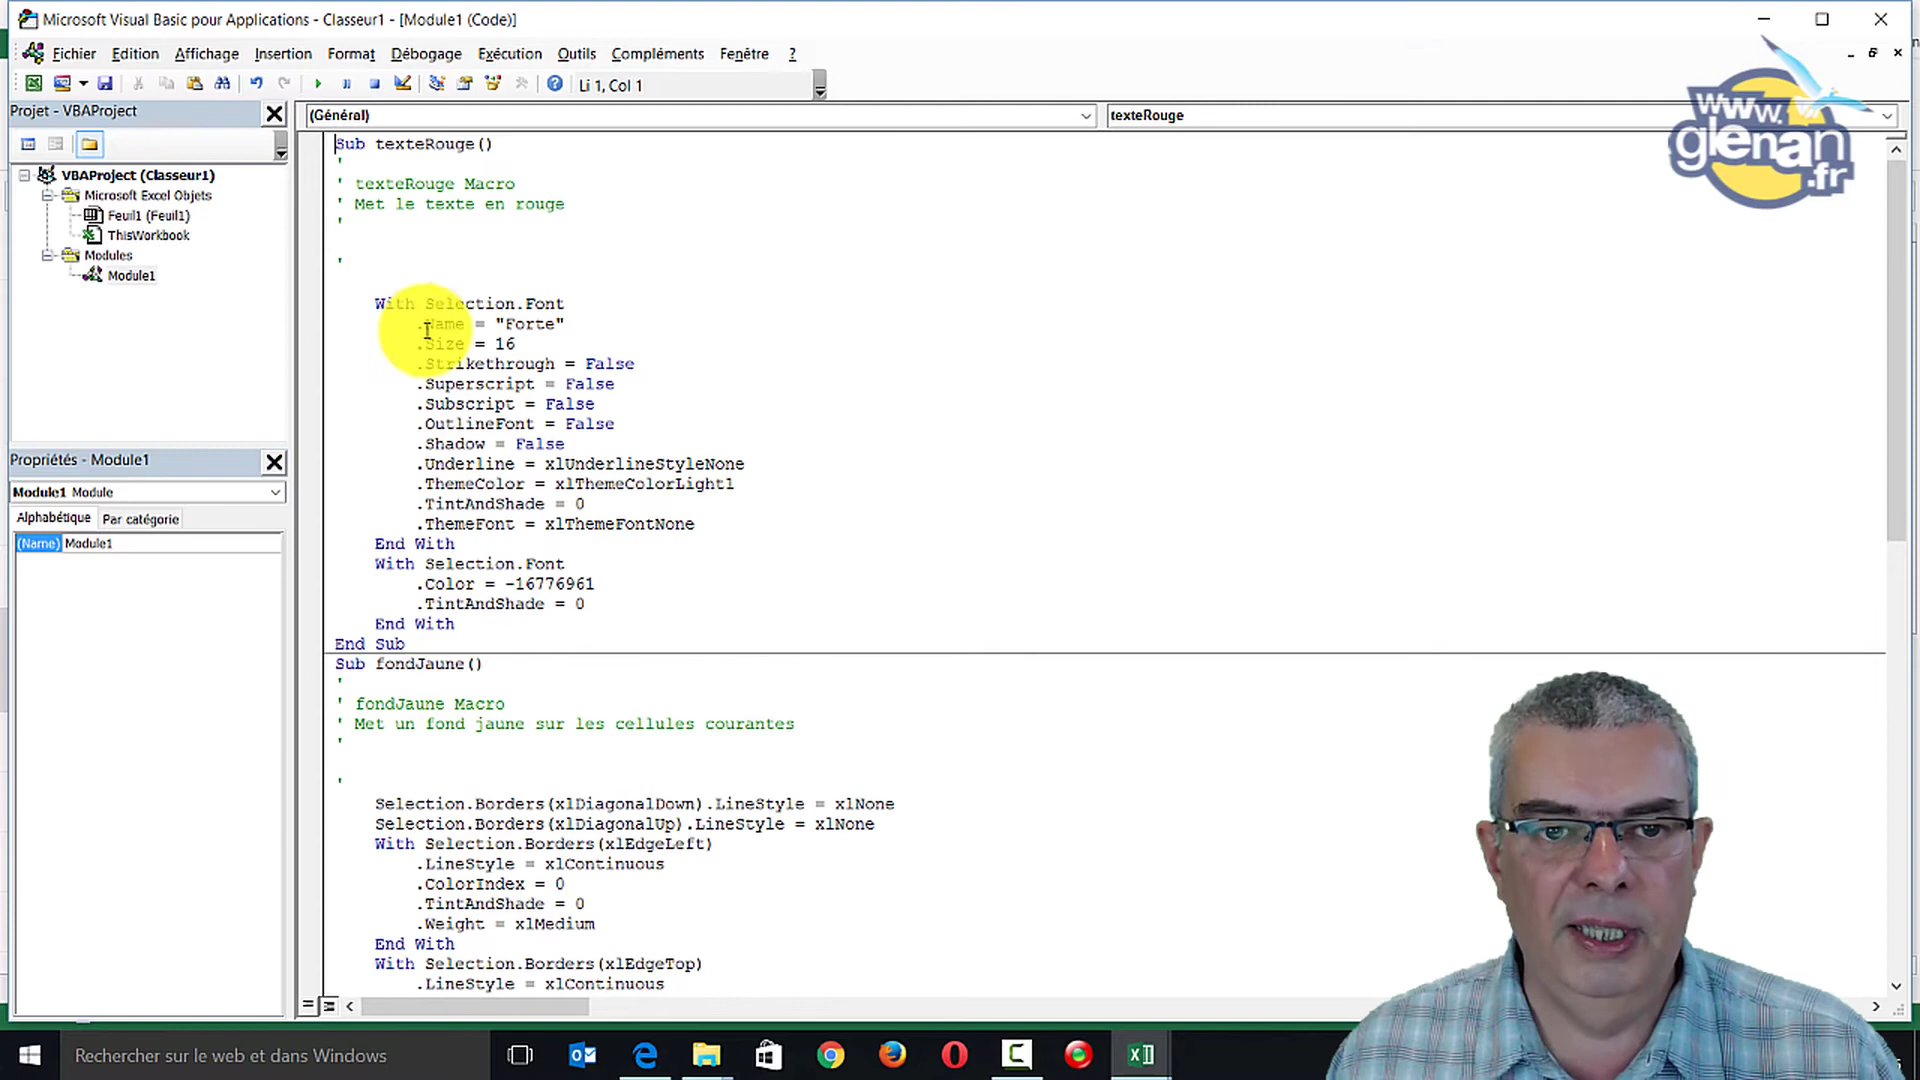 Microsoft Visual Basic pour Applications - Classeur1 - [Module1 (Code)]
Fichier Edition Affichage Insertion Format Débogage Exécution Outils Compléments Fenêtre ?
Li 1, Col 1
Projet - VBAProject
(Général)
texteRouge
VBAProject (Classeur1)
Microsoft Excel Objets
Feuil1 (Feuil1)
ThisWorkbook
Modules
Module1
Propriétés - Module1
Module1 Module
Alphabétique Par catégorie
(Name) Module1
Sub texteRouge()
'
' texteRouge Macro
' Met le texte en rouge
'
'
With Selection.Font
.Name = "Forte"
.Size = 16
.Strikethrough = False
.Superscript = False
.Subscript = False
.OutlineFont = False
.Shadow = False
.Underline = xlUnderlineStyleNone
.ThemeColor = xlThemeColorLight1
.TintAndShade = 0
.ThemeFont = xlThemeFontNone
End With
With Selection.Font
.Color = -16776961
.TintAndShade = 0
End With
End Sub
Sub fondJaune()
'
' fondJaune Macro
' Met un fond jaune sur les cellules courantes
'
'
Selection.Borders(xlDiagonalDown).LineStyle = xlNone
Selection.Borders(xlDiagonalUp).LineStyle = xlNone
With Selection.Borders(xlEdgeLeft)
.LineStyle = xlContinuous
.ColorIndex = 0
.TintAndShade = 0
.Weight = xlMedium
End With
With Selection.Borders(xlEdgeTop)
.LineStyle = xlContinuous
www.
glenan
.fr
Rechercher sur le web et dans Windows